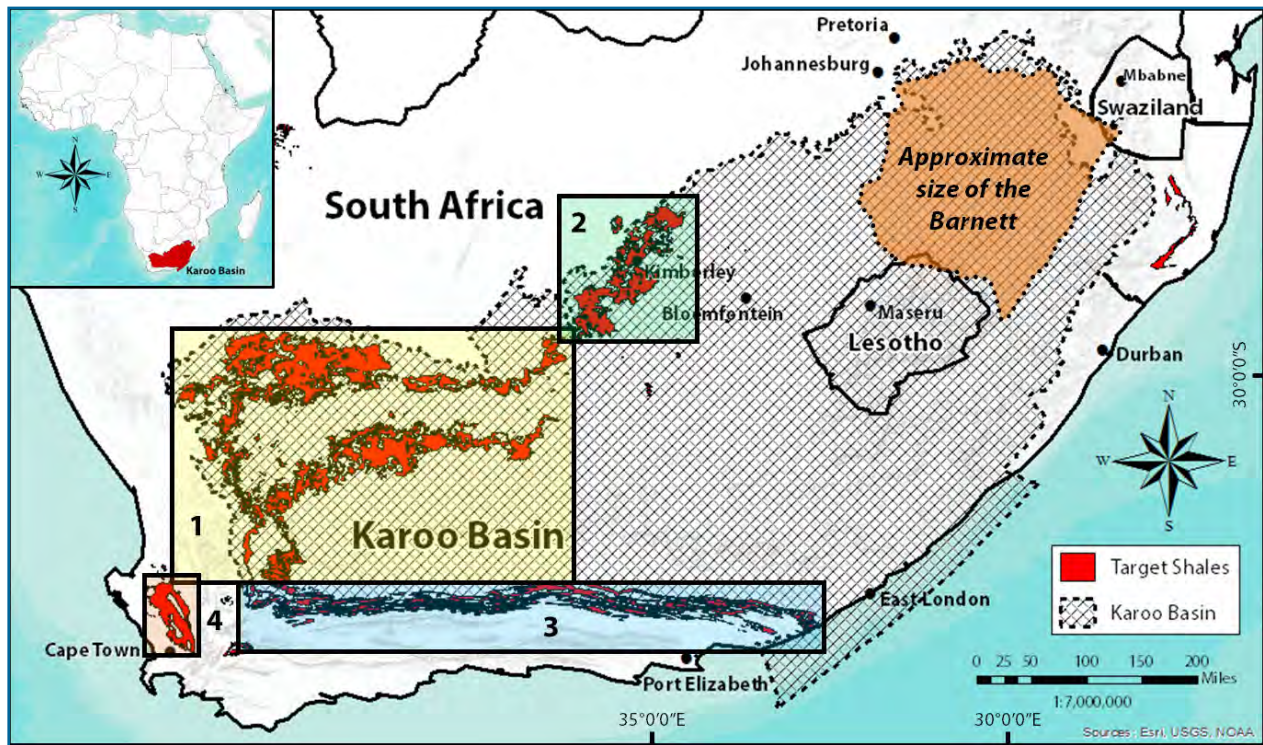 Karoo Basin
N
W
E
S
Pretoria
Johannesburg
Mbabne
Swaziland
Approximate
size of the
Barnett
South Africa
2
Kimberley
Bloomfontein
Maseru
Lesotho
Durban
30°0'0"S
1
Karoo Basin
N
W
E
S
4
3
Cape Town
East London
Port Elizabeth
Target Shales
Karoo Basin
0 25 50 100 150 200
Miles
1:7,000,000
35°0'0"E
30°0'0"E
Sources: Esri, USGS, NOAA